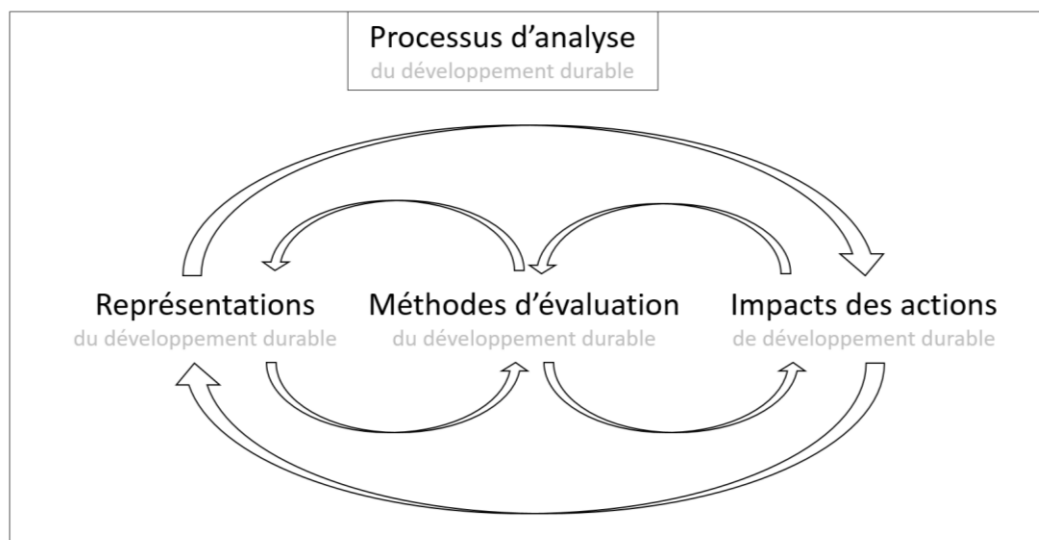 Processus d’analyse
du développement durable
Représentations
du développement durable
Méthodes d’évaluation
du développement durable
Impacts des actions
de développement durable